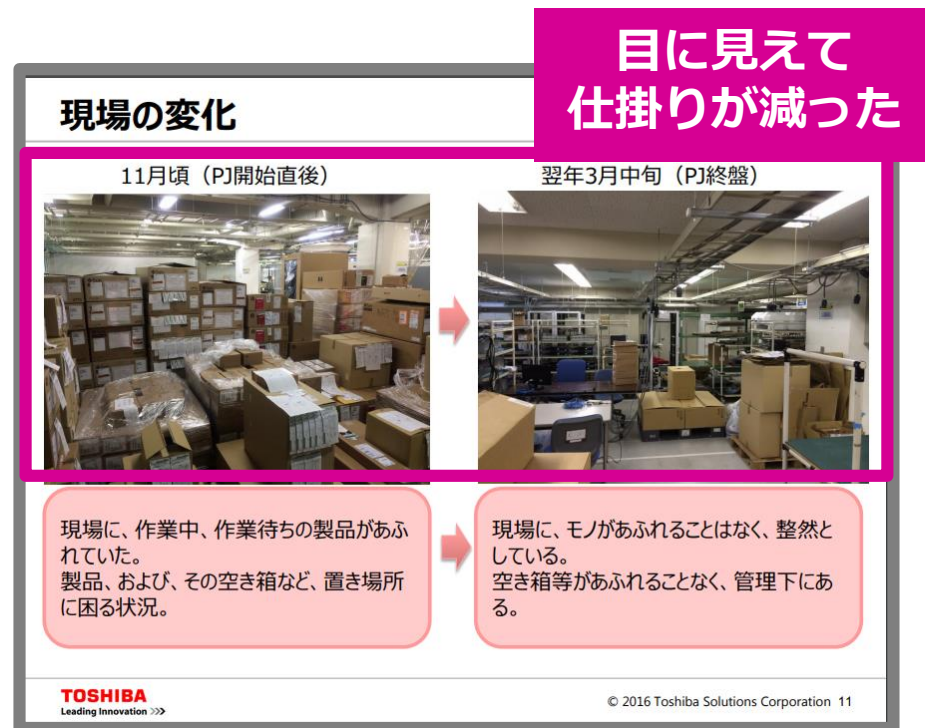 目に見えて
仕掛りが減った
現場の変化
11月頃（PJ開始直後）
翌年3月中旬（PJ終盤）
現場に、作業中、作業待ちの製品があふ
れていた。
製品、および、その空き箱など、置き場所
に困る状況。
現場に、モノがあふれることはなく、整然と
している。
空き箱等があふれることなく、管理下にあ
る。
TOSHIBA
Leading Innovation >>>
© 2016 Toshiba Solutions Corporation 11